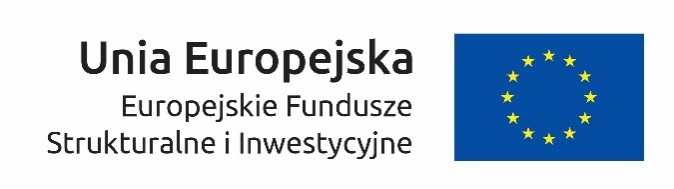 Unia Europejska
Europejskie Fundusze
Strukturalne i Inwestycyjne